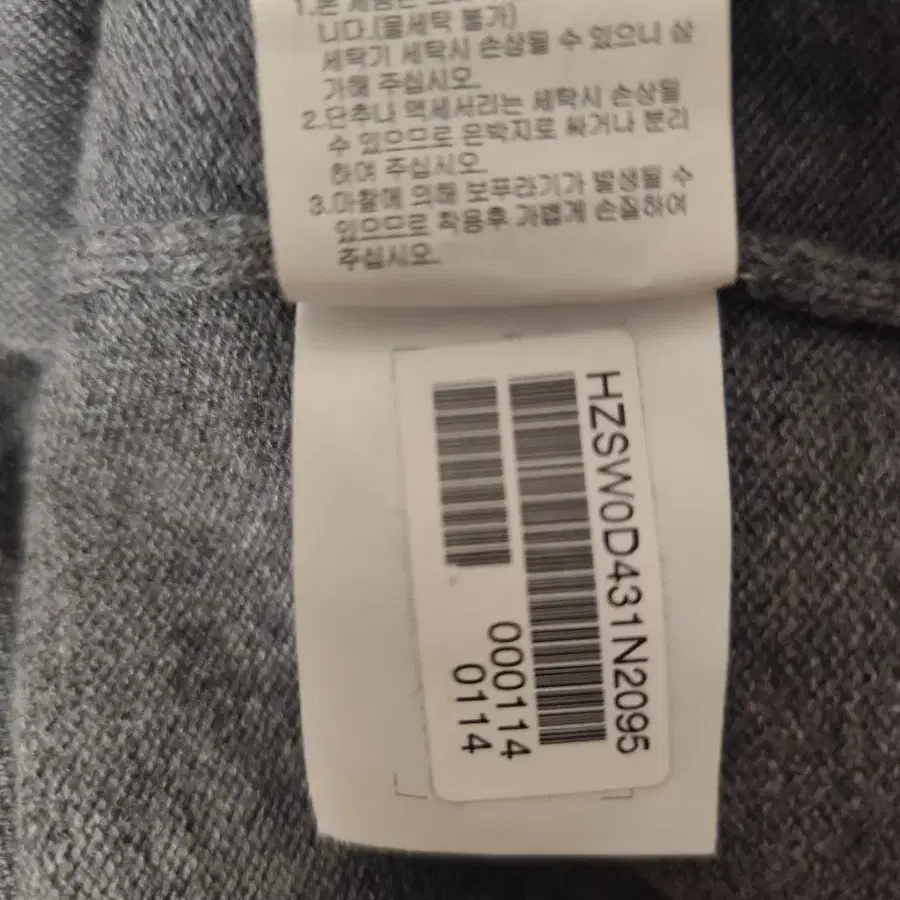 1.본 제품은
니다.(물세탁 불가)
세탁기 세탁시 손상될 수 있으니 삼
가해 주십시오.
2.단추나 액세서리는 세탁시 손상될
수 있으므로 은박지로 싸거나 분리
하여 주십시오.
3.마찰에 의해 보푸라기가 발생될 수
있으므로 착용후 가볍게 손질하여
주십시오.
HZSW0D431N2095
000114
0114